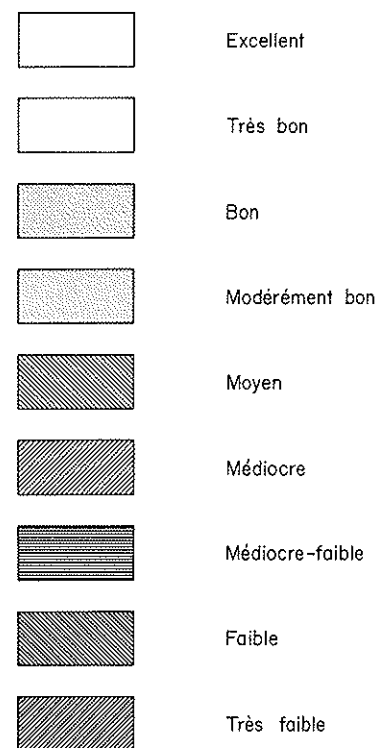 Excellent
Très bon
Bon
Modérément bon
Moyen
Médiocre
Médiocre-faible
Faible
Très faible